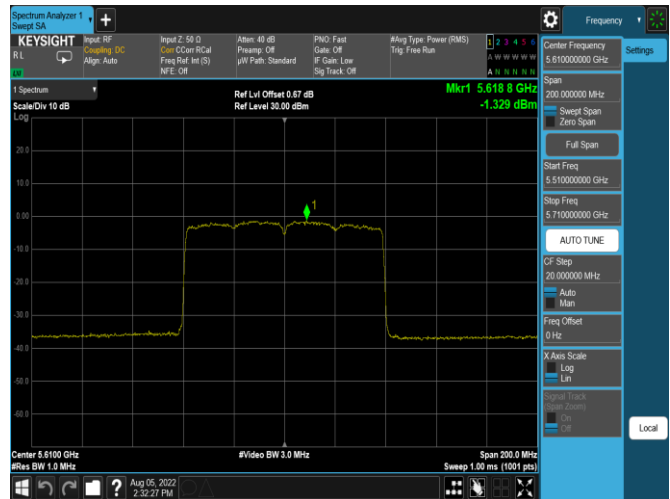 Spectrum Analyzer 1
Swept SA
+
Frequency
KEYSIGHT
RL
LV
Input: RF
Coupling: DC
Align: Auto
Input Z: 50 Ω
Corr CCorr RCal
Freq Ref: Int (S)
NFE: Off
Atten: 40 dB
Preamp: Off
µW Path: Standard
PNO: Fast
Gate: Off
IF Gain: Low
Sig Track: Off
#Avg Type: Power (RMS)
Trig: Free Run
1 2 3 4 5 6
A W W W W W
A N N N N N
1 Spectrum
Scale/Div 10 dB
Log
Ref Lvl Offset 0.67 dB
Ref Level 30.00 dBm
Mkr1 5.618 8 GHz
-1.329 dBm
20.0
10.0
0.00
-10.0
-20.0
-30.0
-40.0
-50.0
-60.0
1
Center 5.6100 GHz
#Res BW 1.0 MHz
#Video BW 3.0 MHz
Span 200.0 MHz
Sweep 1.00 ms (1001 pts)
Aug 05, 2022
2:32:27 PM
Center Frequency
5.610000000 GHz
Span
200.000000 MHz
Swept Span
Zero Span
Full Span
Start Freq
5.510000000 GHz
Stop Freq
5.710000000 GHz
AUTO TUNE
CF Step
20.000000 MHz
Auto
Man
Freq Offset
0 Hz
X Axis Scale
Log
Lin
Signal Track
(Span Zoom)
On
Off
Settings
Local